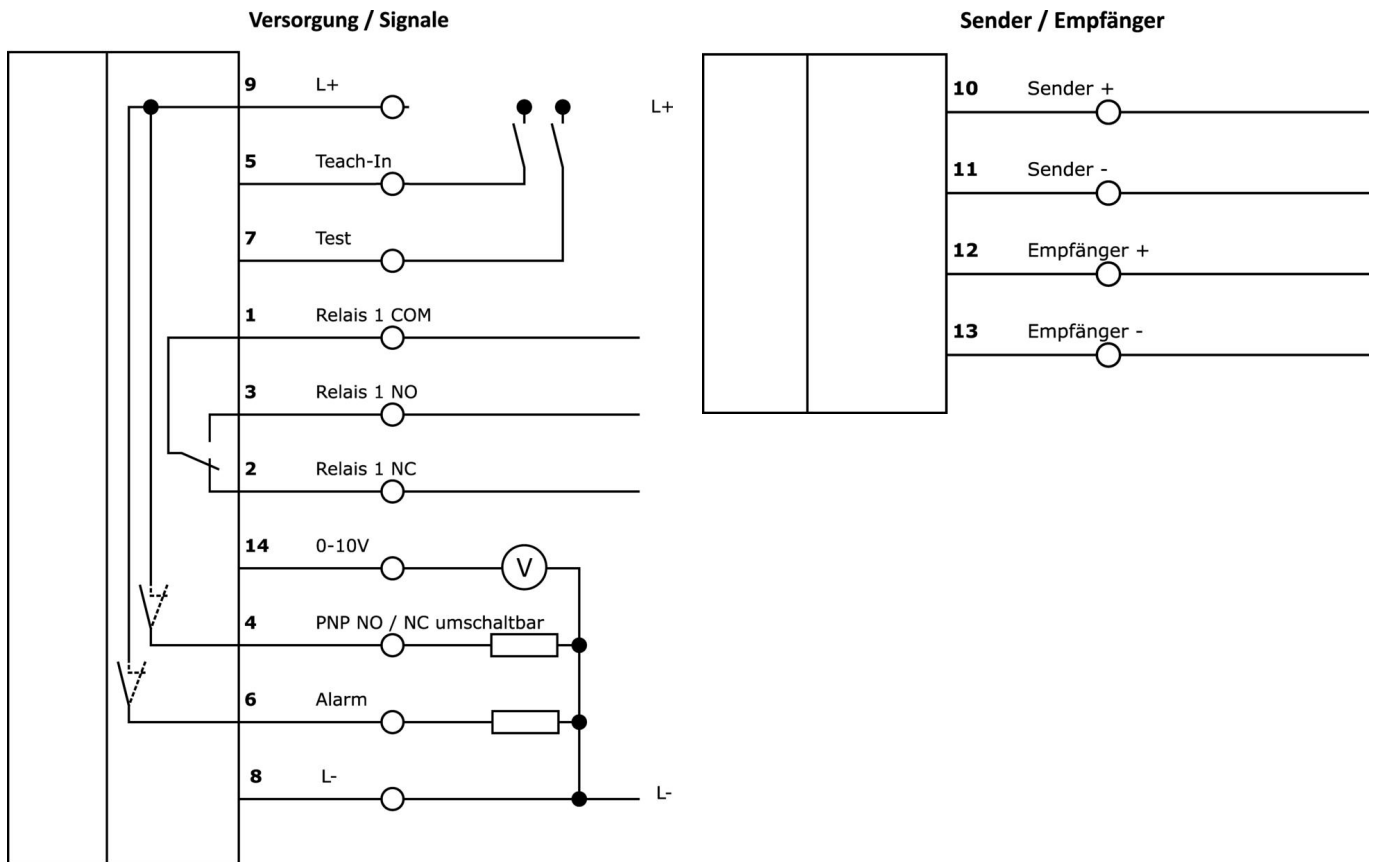 Versorgung / Signale
9 L+
L+
5 Teach-In
7 Test
1 Relais 1 COM
3 Relais 1 NO
2 Relais 1 NC
14 0-10V
V
4 PNP NO / NC umschaltbar
6 Alarm
8 L-
L-
Sender / Empfänger
10 Sender +
11 Sender -
12 Empfänger +
13 Empfänger -